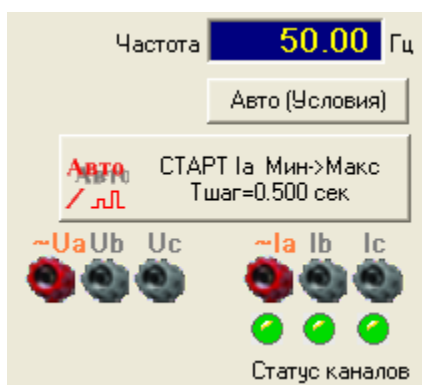 Частота 50.00 Гц
Авто (Условия)
Авто СТАРТ Ia Мин->Макс
Тшаг=0.500 сек
~Ua Ub Uc ~Ia Ib Ic
Статус каналов